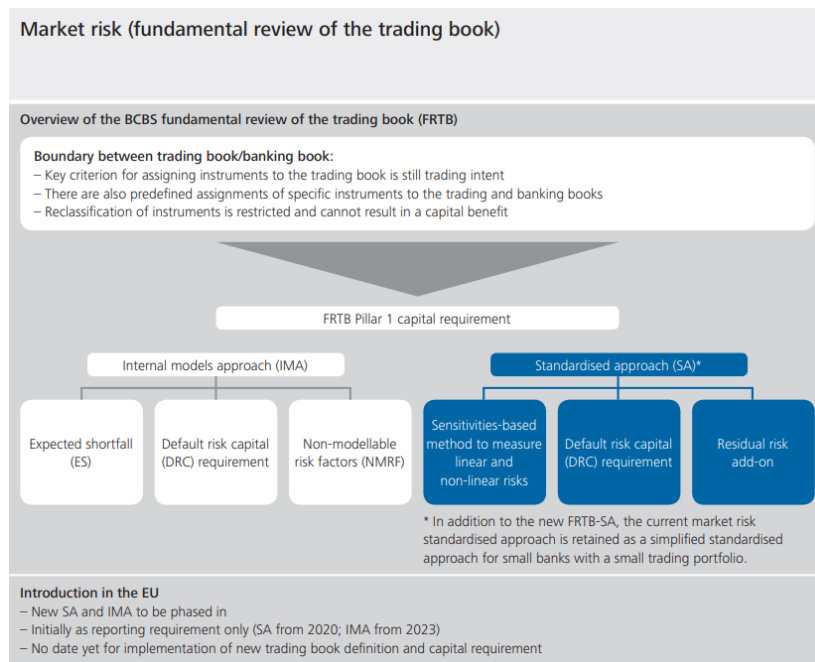 Market risk (fundamental review of the trading book)
Overview of the BCBS fundamental review of the trading book (FRTB)
Boundary between trading book/banking book:
– Key criterion for assigning instruments to the trading book is still trading intent
– There are also predefined assignments of specific instruments to the trading and banking books
– Reclassification of instruments is restricted and cannot result in a capital benefit
FRTB Pillar 1 capital requirement
Internal models approach (IMA)
Expected shortfall
(ES)
Default risk capital
(DRC) requirement
Non-modellable
risk factors (NMRF)
Standardised approach (SA)*
Sensitivities-based
method to measure
linear and
non-linear risks
Default risk capital
(DRC) requirement
Residual risk
add-on
* In addition to the new FRTB-SA, the current market risk
standardised approach is retained as a simplified standardised
approach for small banks with a small trading portfolio.
Introduction in the EU
– New SA and IMA to be phased in
– Initially as reporting requirement only (SA from 2020; IMA from 2023)
– No date yet for implementation of new trading book definition and capital requirement